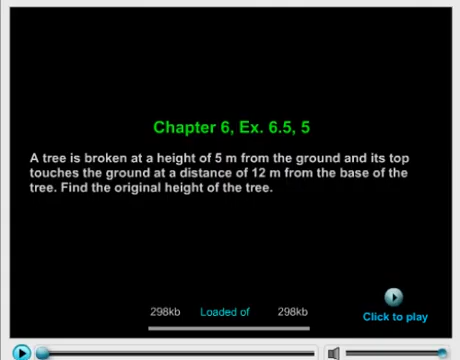 Chapter 6, Ex. 6.5, 5
A tree is broken at a height of 5 m from the ground and its top
touches the ground at a distance of 12 m from the base of the
tree. Find the original height of the tree.
298kb Loaded of 298kb
Click to play